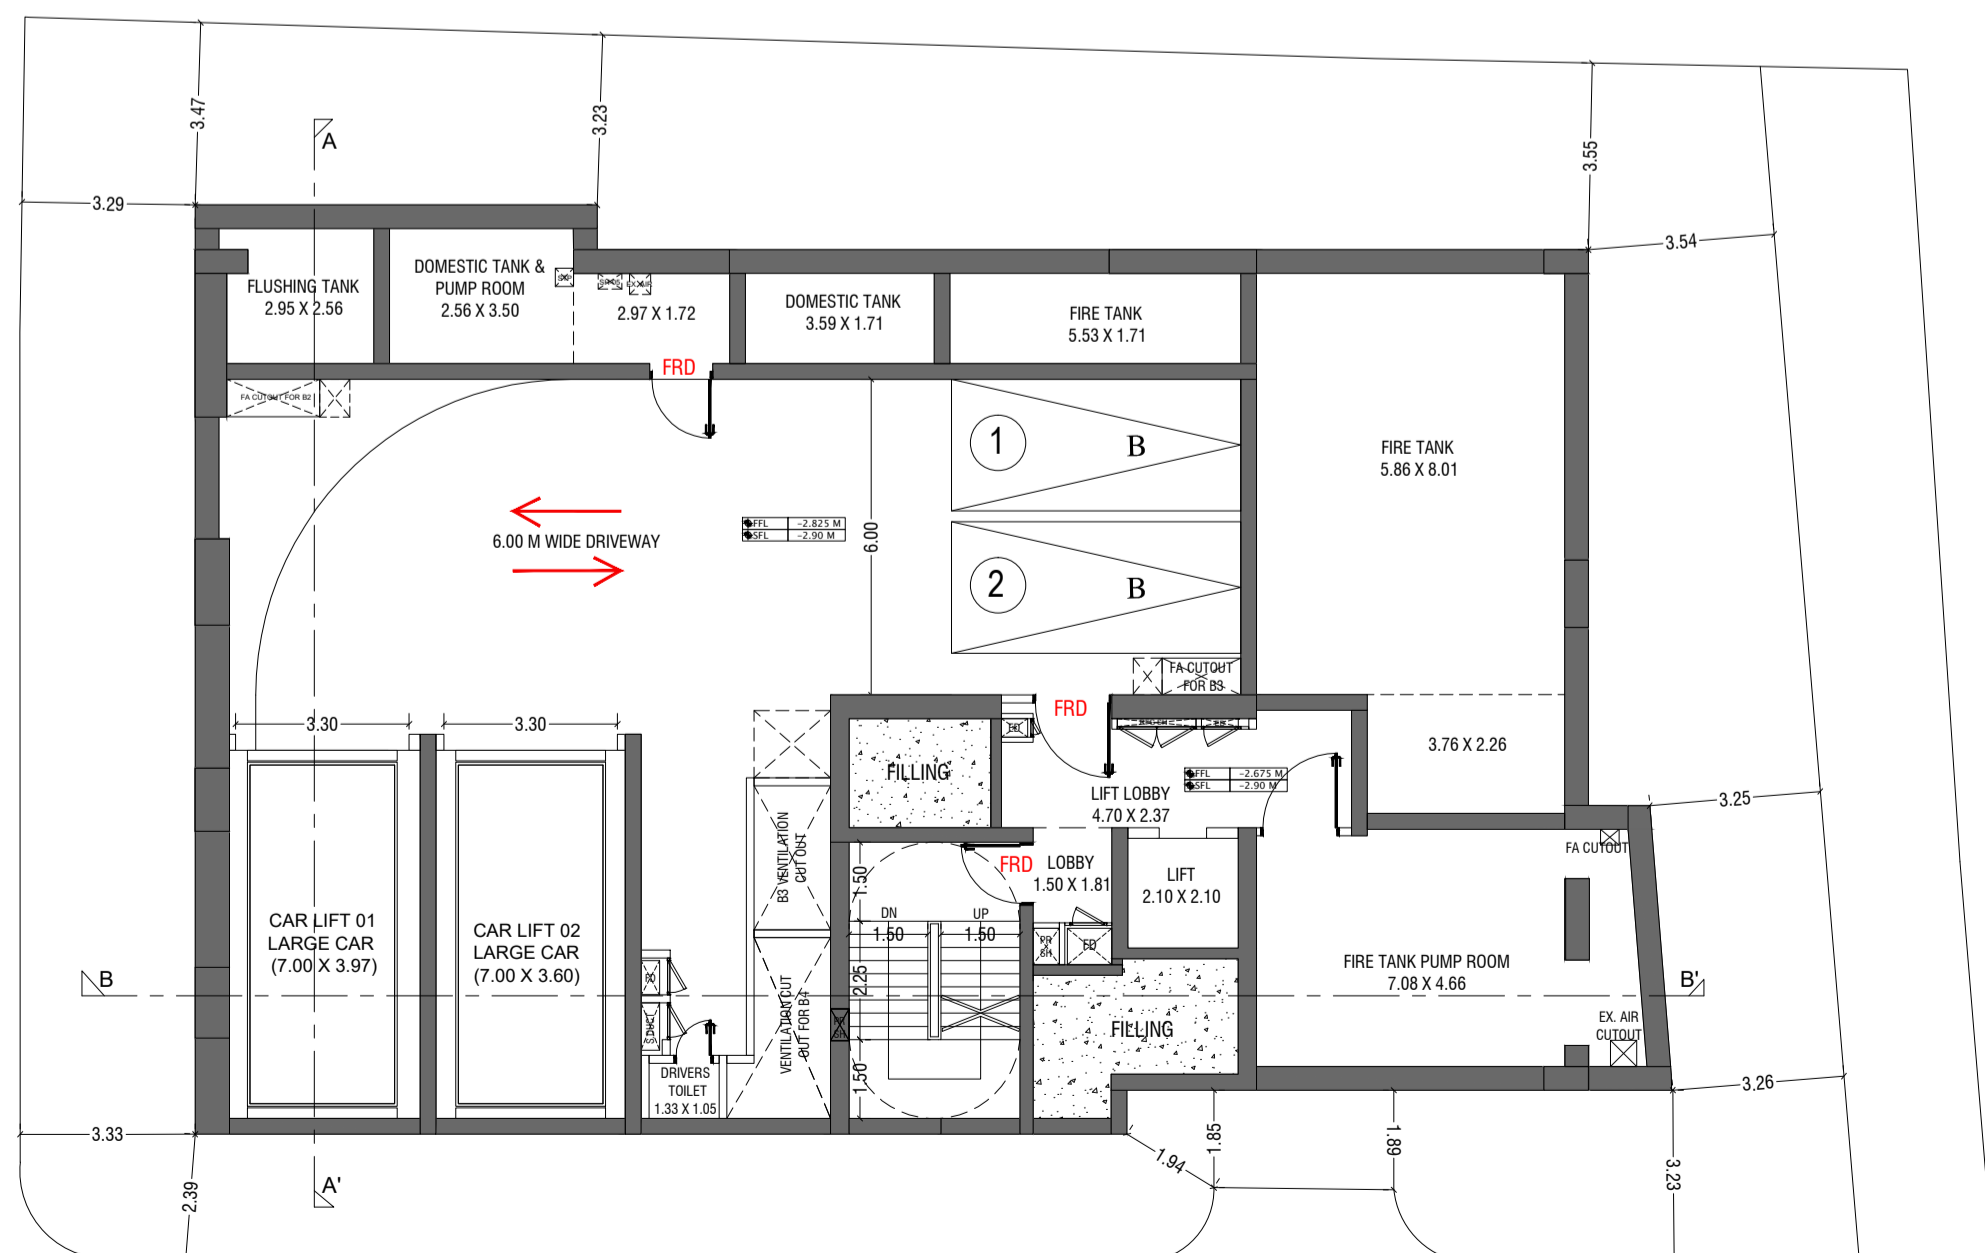 3.47
3.23
3.55
A
3.29
3.54
FLUSHING TANK
2.95 X 2.56
DOMESTIC TANK &
PUMP ROOM
2.56 X 3.50
EX. AIR
2.97 X 1.72
DOMESTIC TANK
3.59 X 1.71
FIRE TANK
5.53 X 1.71
FRD
FA CUTOUT FOR B2
1
B
FIRE TANK
5.86 X 8.01
6.00 M WIDE DRIVEWAY
FFL -2.825 M
SFL -2.90 M
6.00
2
B
FA CUTOUT
FOR B3
FRD
3.30
3.30
ED
FILLING
3.76 X 2.26
FFL -2.675 M
SFL -2.90 M
LIFT LOBBY
4.70 X 2.37
3.25
B3 VENTILATION
CUT OUT
FA CUTOUT
FRD
LOBBY
1.50 X 1.81
LIFT
2.10 X 2.10
1.50
DN
UP
1.50
1.50
CAR LIFT 01
LARGE CAR
(7.00 X 3.97)
CAR LIFT 02
LARGE CAR
(7.00 X 3.60)
PR
SH
FD
FIRE TANK PUMP ROOM
7.08 X 4.66
B
B'
2.25
VENTILATION CUT
OUT FOR B4
S.DUCT
PR
SH
FILLING
EX. AIR
CUTOUT
DRIVERS
TOILET
1.33 X 1.05
1.50
3.26
3.33
1.94
1.85
1.89
3.23
2.39
A'